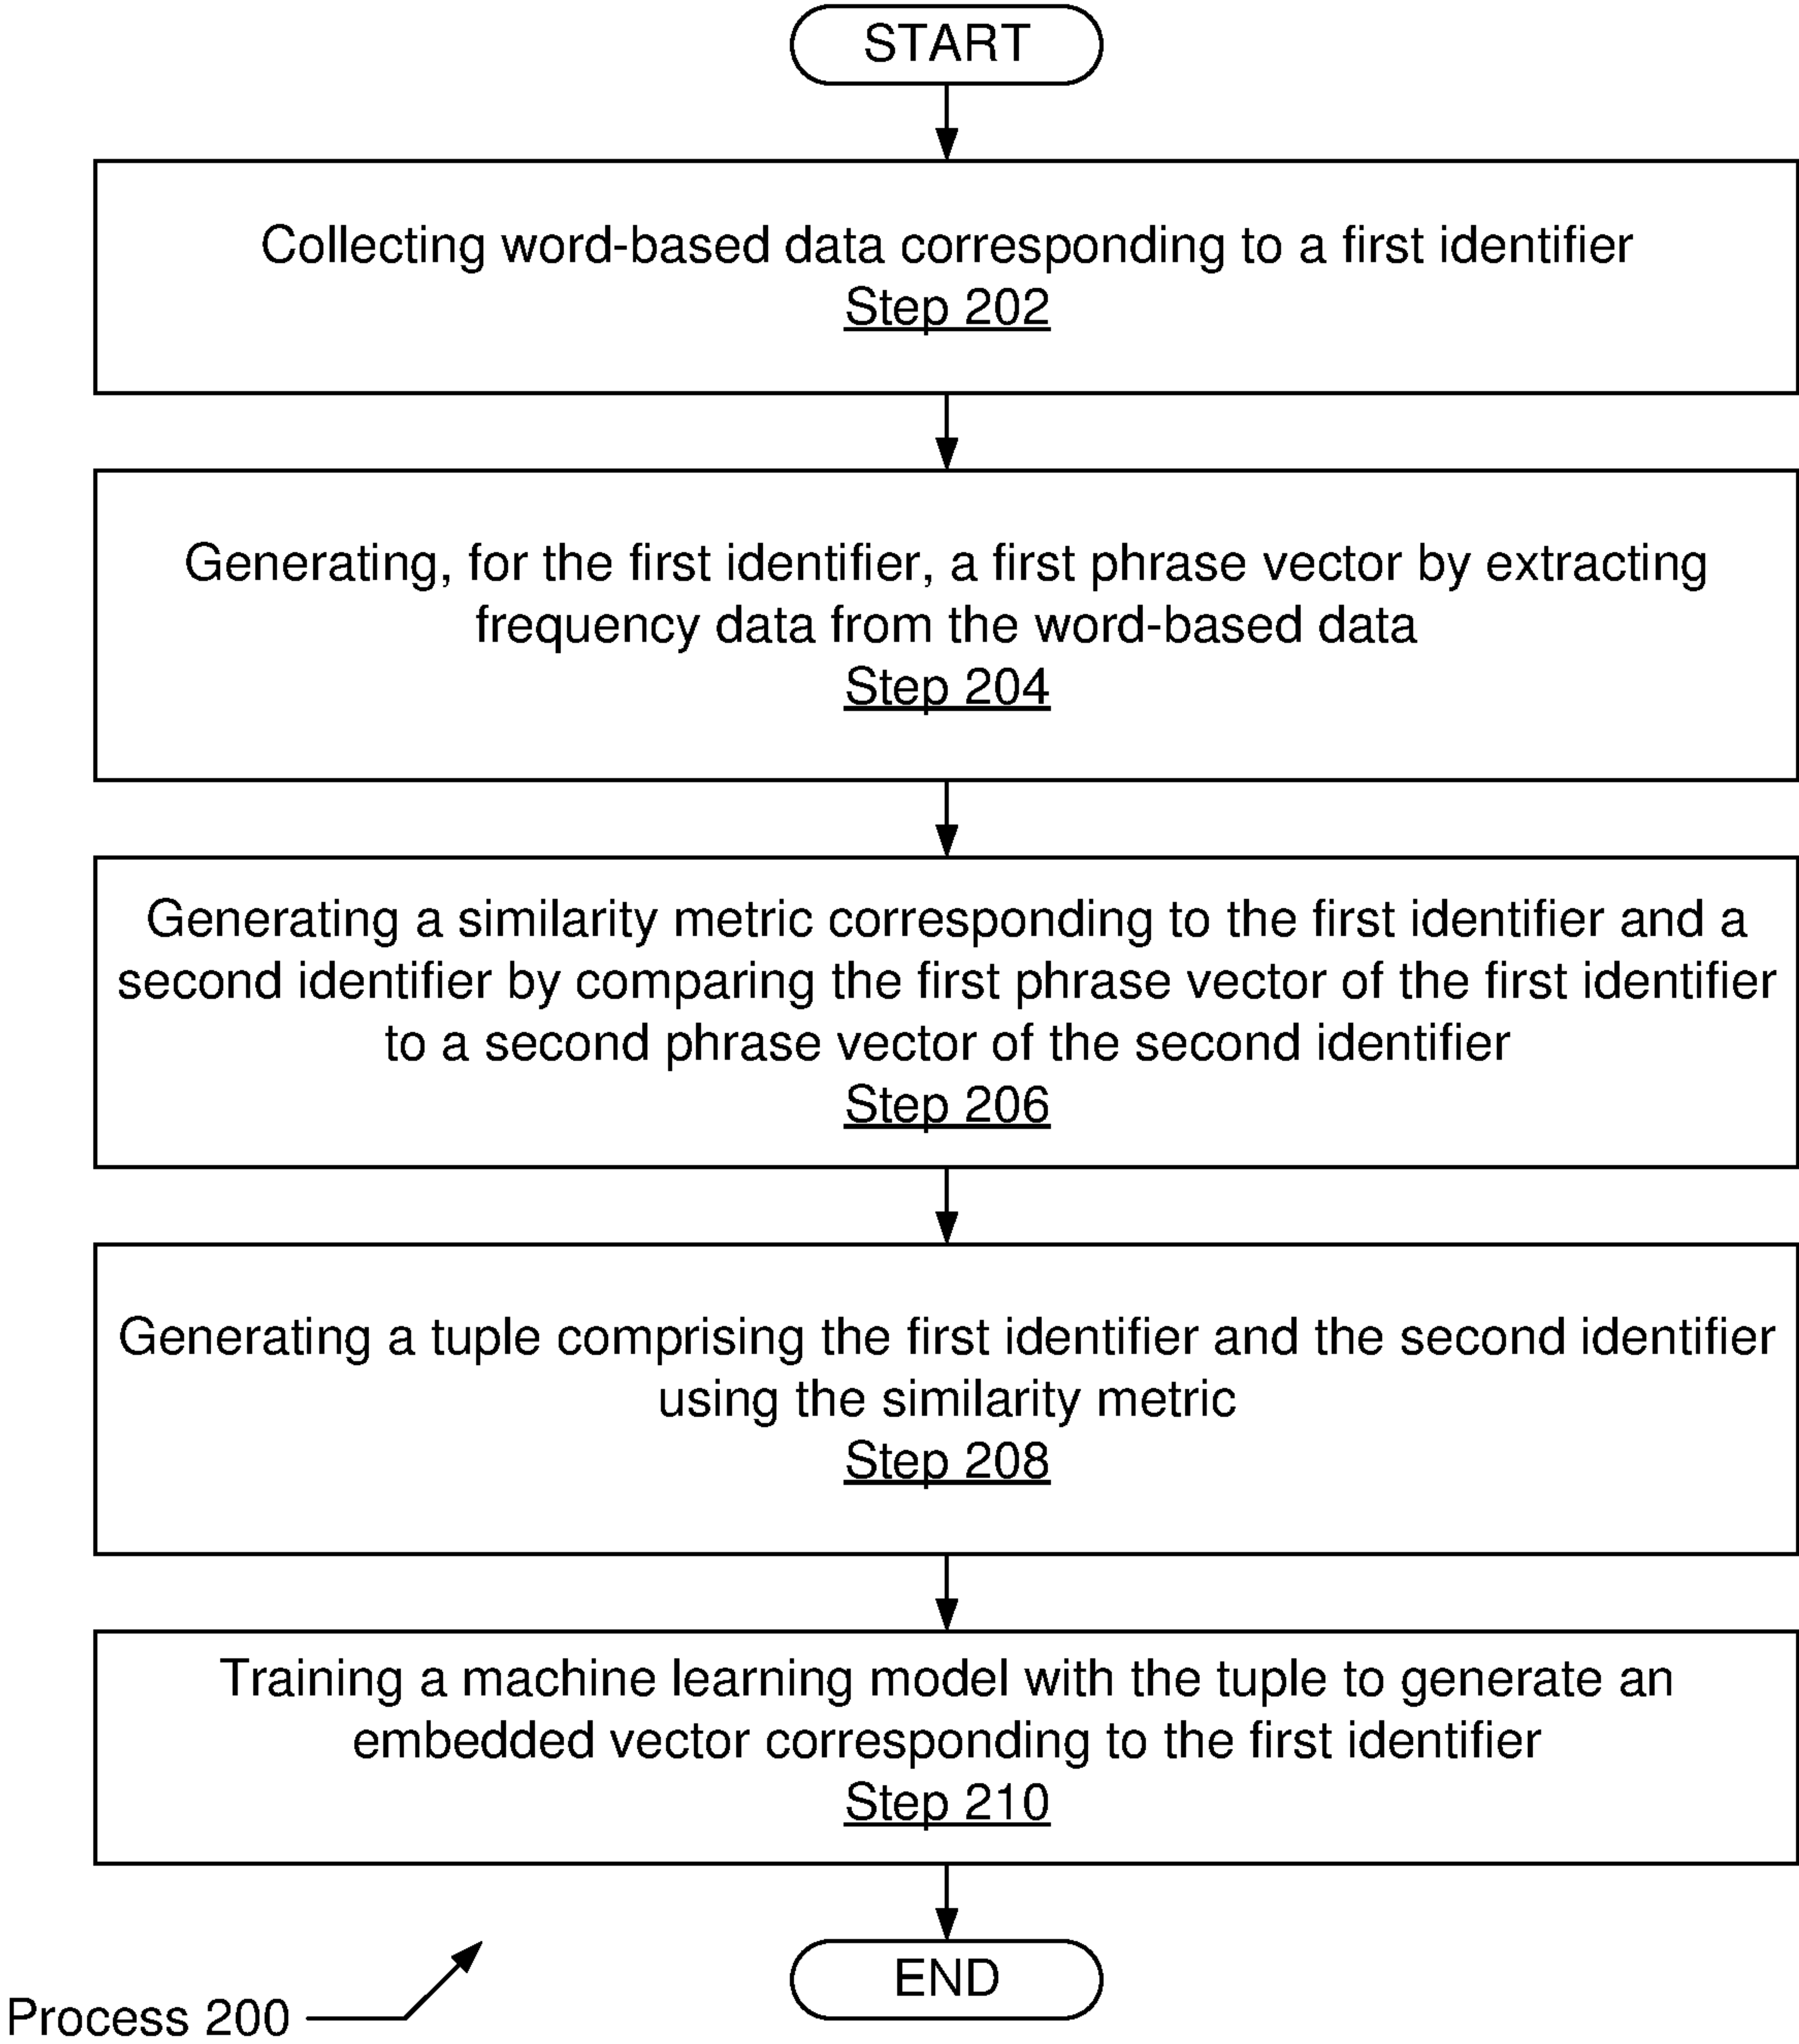 START
Collecting word-based data corresponding to a first identifier
Step 202
Generating, for the first identifier, a first phrase vector by extracting
frequency data from the word-based data
Step 204
Generating a similarity metric corresponding to the first identifier and a
second identifier by comparing the first phrase vector of the first identifier
to a second phrase vector of the second identifier
Step 206
Generating a tuple comprising the first identifier and the second identifier
using the similarity metric
Step 208
Training a machine learning model with the tuple to generate an
embedded vector corresponding to the first identifier
Step 210
END
Process 200